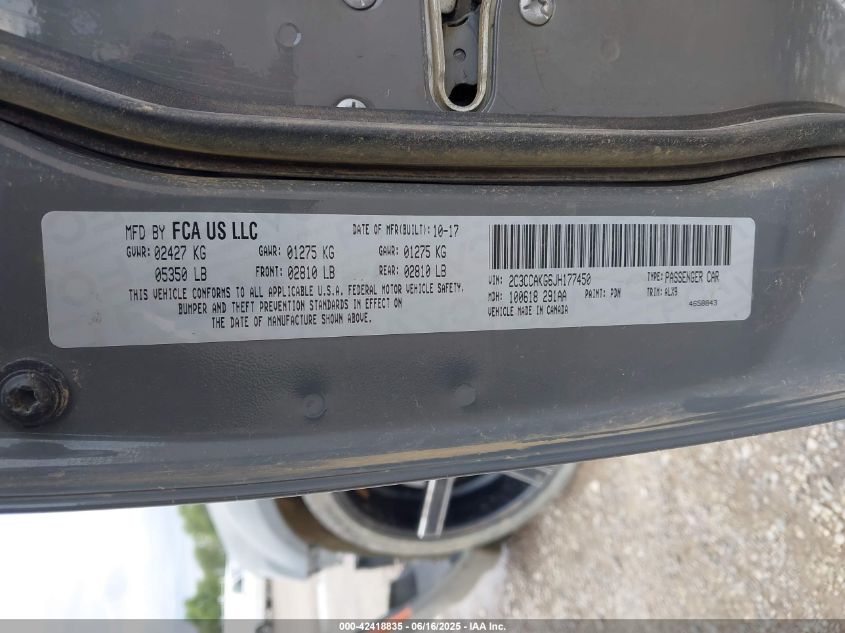 MFD BY FCA US LLC DATE OF MFR(BUILT): 10-17
GVWR: 02427 KG GAWR: 01275 KG GAWR: 01275 KG
05350 LB FRONT: 02810 LB REAR: 02810 LB
THIS VEHICLE CONFORMS TO ALL APPLICABLE U.S.A. FEDERAL MOTOR VEHICLE SAFETY,
BUMPER AND THEFT PREVENTION STANDARDS IN EFFECT ON
THE DATE OF MANUFACTURE SHOWN ABOVE.
VIN: 2C3CCAKG6JH177450 TYPE: PASSENGER CAR
MDH: 100618 291AA PAINT: PDN TRIM: ALX9
VEHICLE MADE IN CANADA 4658843
000-42418835 - 06/16/2025 - IAA Inc.